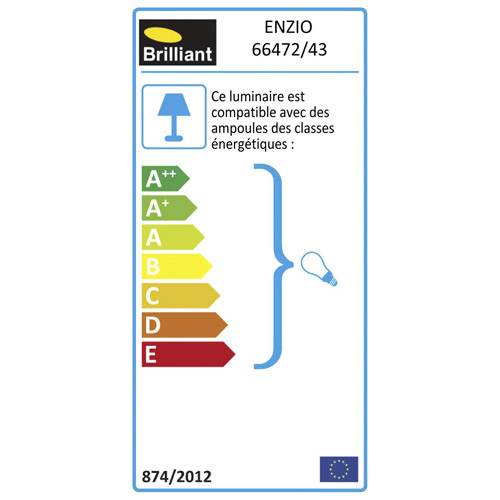 Brilliant
ENZIO
66472/43
Ce luminaire est
compatible avec des
ampoules des classes
énergétiques :
A++
A+
A
B
C
D
E
874/2012